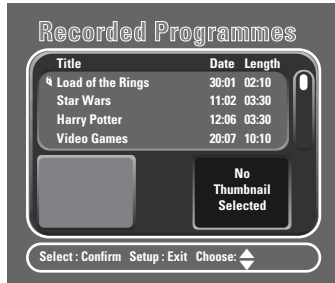 Recorded Programmes
Title Date Length
Load of the Rings 30:01 02:10
Star Wars 11:02 03:30
Harry Potter 12:06 03:30
Video Games 20:07 10:10
No
Thumbnail
Selected
Select : Confirm Setup : Exit Choose: